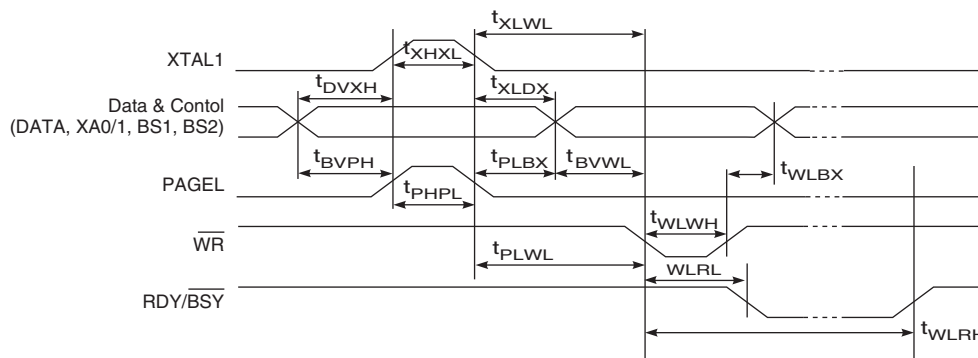 tXLWL
XTAL1
tXHXL
tDVXH
tXLDX
Data & Contol
(DATA, XA0/1, BS1, BS2)
tBVPH
tPLBX
tBVWL
tWLBX
PAGEL
tPHPL
tWLWH
WR
tPLWL
WLRL
RDY/BSY
tWLRH